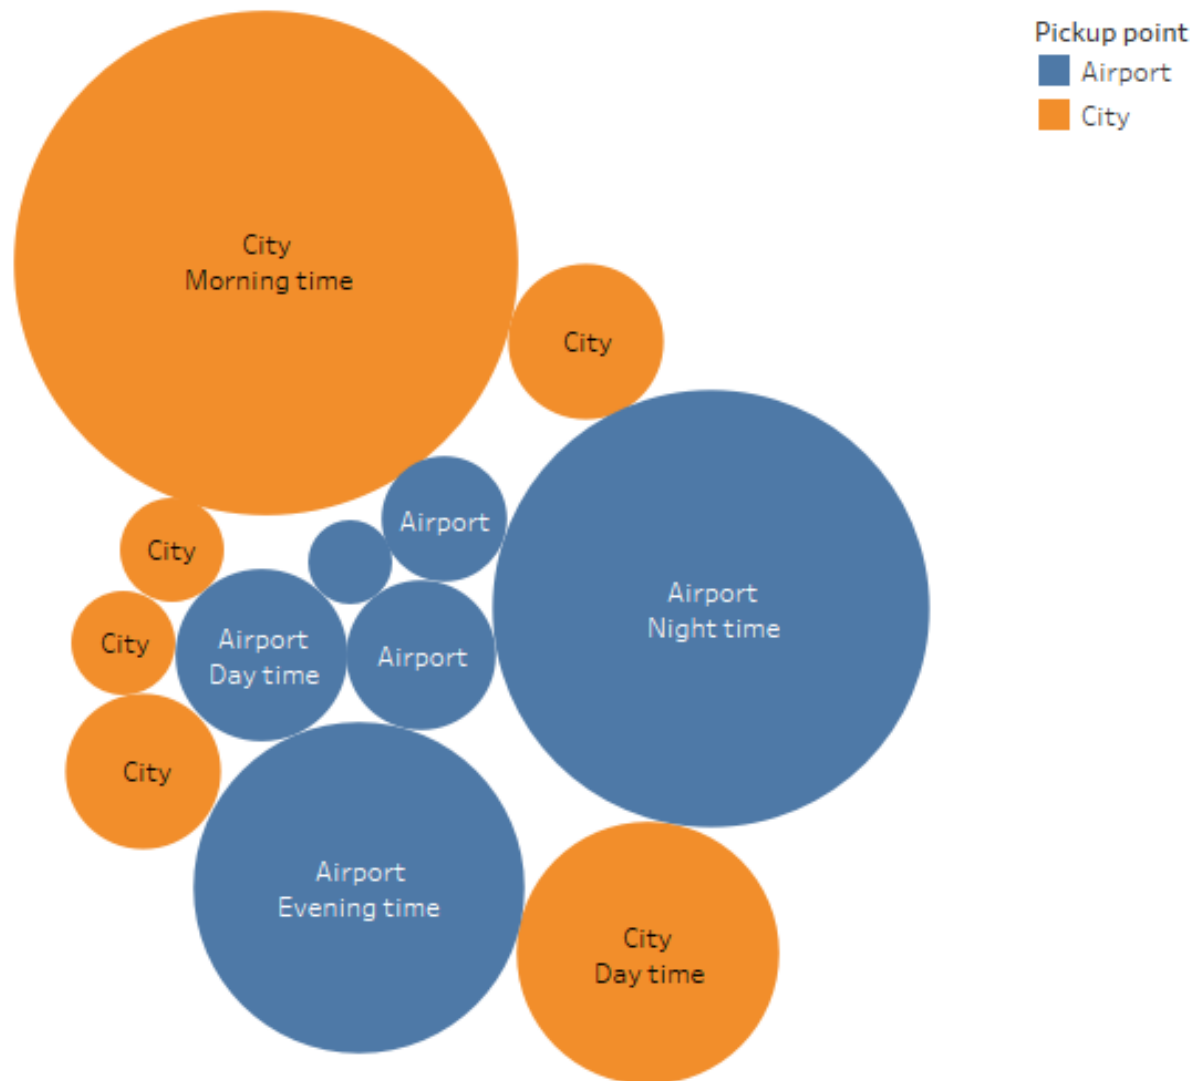 Pickup point
Airport
City
City
Morning time
City
Airport
City
Airport
Night time
City
Airport
Day time
Airport
City
Airport
Evening time
City
Day time